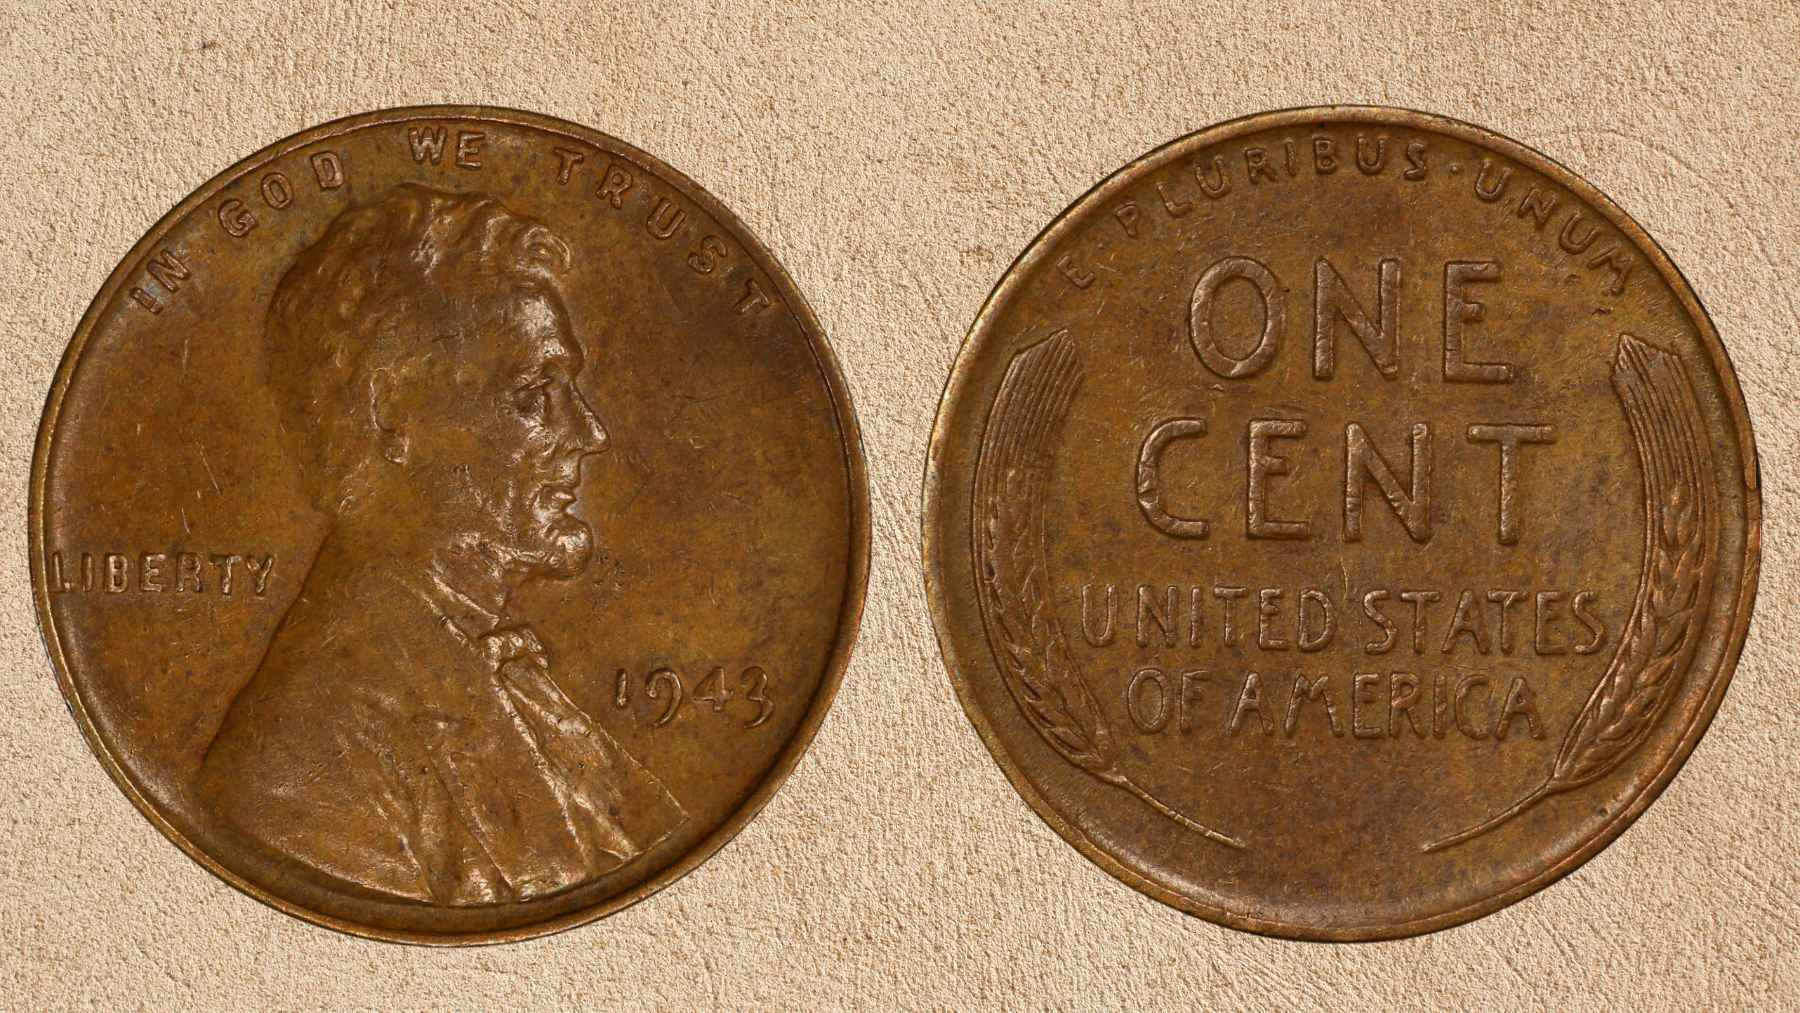 IN GOD WE TRUST
LIBERTY
1943
E·PLURIBUS·UNUM
ONE
CENT
UNITED STATES
OF AMERICA